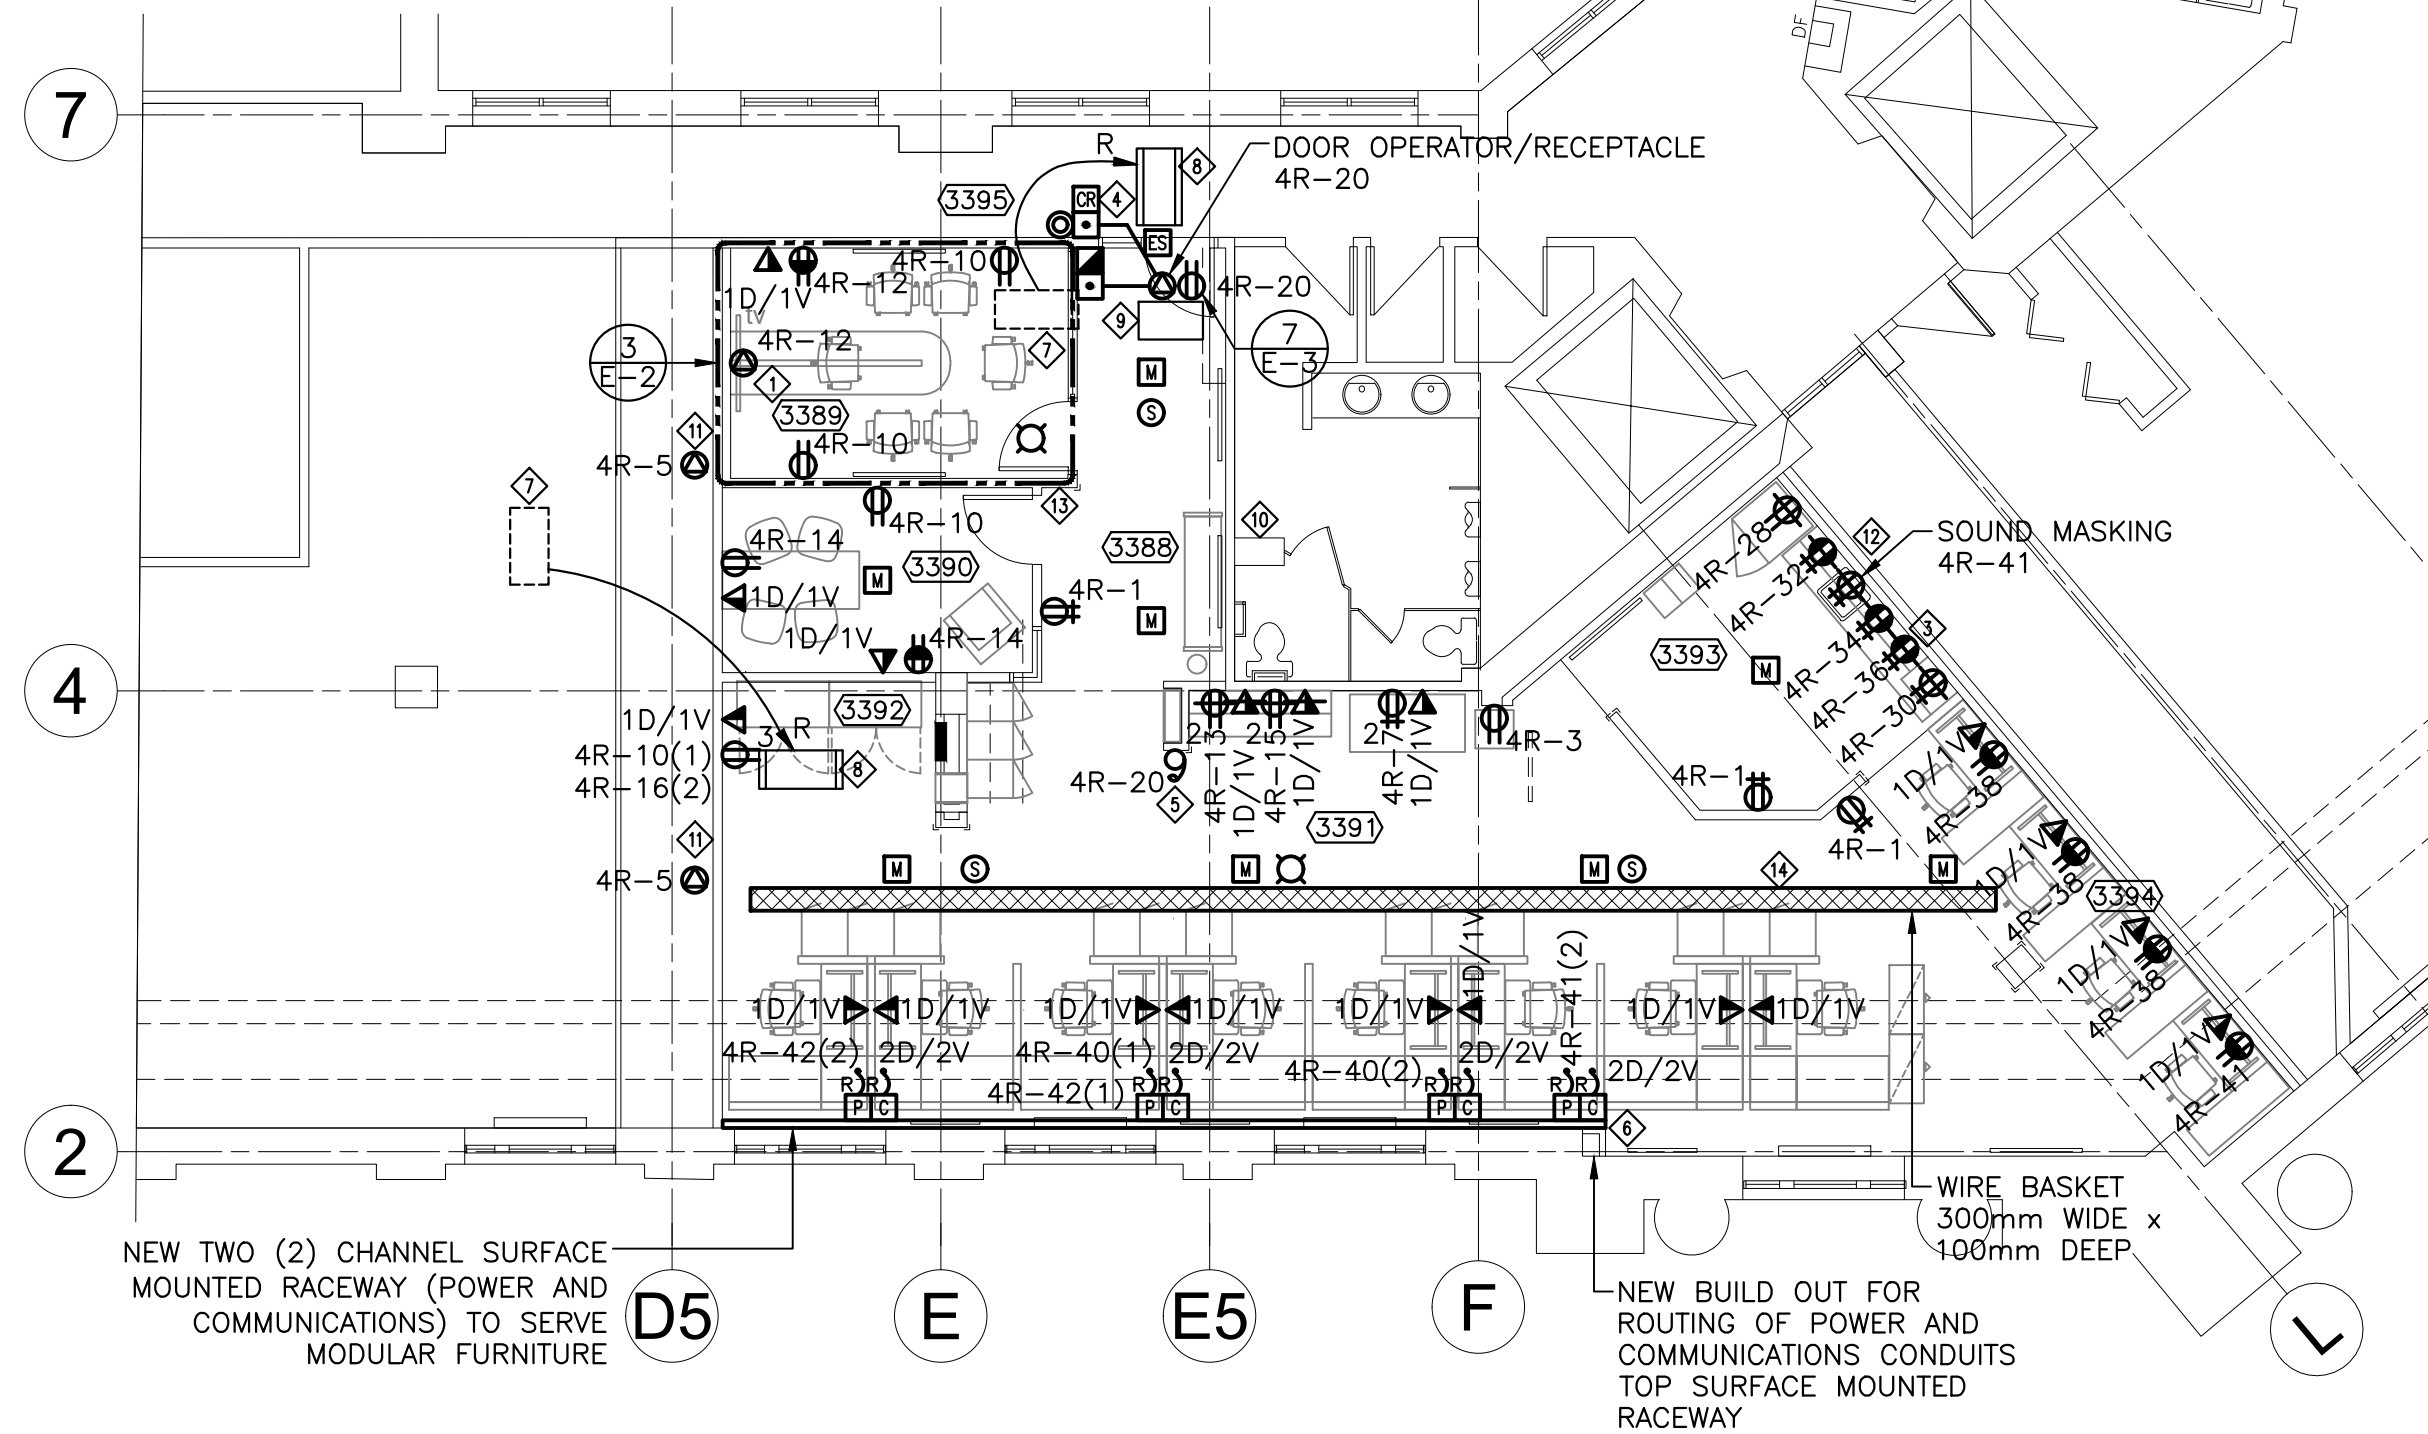 DF
7
R
8
DOOR OPERATOR/RECEPTACLE
4R-20
3395
CR
4
ES
4R-10
4R-12
1D/1V
tv
4R-20
9
7
E-3
3
E-2
4R-12
1
7
3389
M
S
4R-10
11
4R-5
7
13
4R-10
10
3388
4R-14
3390
M
1D/1V
4R-1
M
1D/1V
4R-14
12
SOUND MASKING
4R-41
4R-28
4R-32
3
4R-34
4R-36
4R-30
3393
M
4
1D/1V
3392
3
R
4R-10(1)
4R-16(2)
8
4R-20
5
2
4R-13
1D/1V
2
4R-15
1D/1V
4R-27
1D/1V
4R-3
3391
4R-1
4R-1
1D/1V
4R-38
1D/1V
4R-38
3394
1D/1V
4R-38
1D/1V
4R-41
11
4R-5
M
S
M
M
S
14
M
1D/1V
1D/1V
1D/1V
1D/1V
1D/1V
1D/1V
4R-41(2)
1D/1V
1D/1V
4R-42(2)
2D/2V
4R-40(1)
2D/2V
4R-42(1)
4R-40(2)
2D/2V
2D/2V
R
R
P
C
R
R
P
C
R
R
P
C
R
R
P
C
6
2
WIRE BASKET
300mm WIDE x
100mm DEEP
NEW TWO (2) CHANNEL SURFACE
MOUNTED RACEWAY (POWER AND
COMMUNICATIONS) TO SERVE
MODULAR FURNITURE
NEW BUILD OUT FOR
ROUTING OF POWER AND
COMMUNICATIONS CONDUITS
TOP SURFACE MOUNTED
RACEWAY
D5
E
E5
F
L